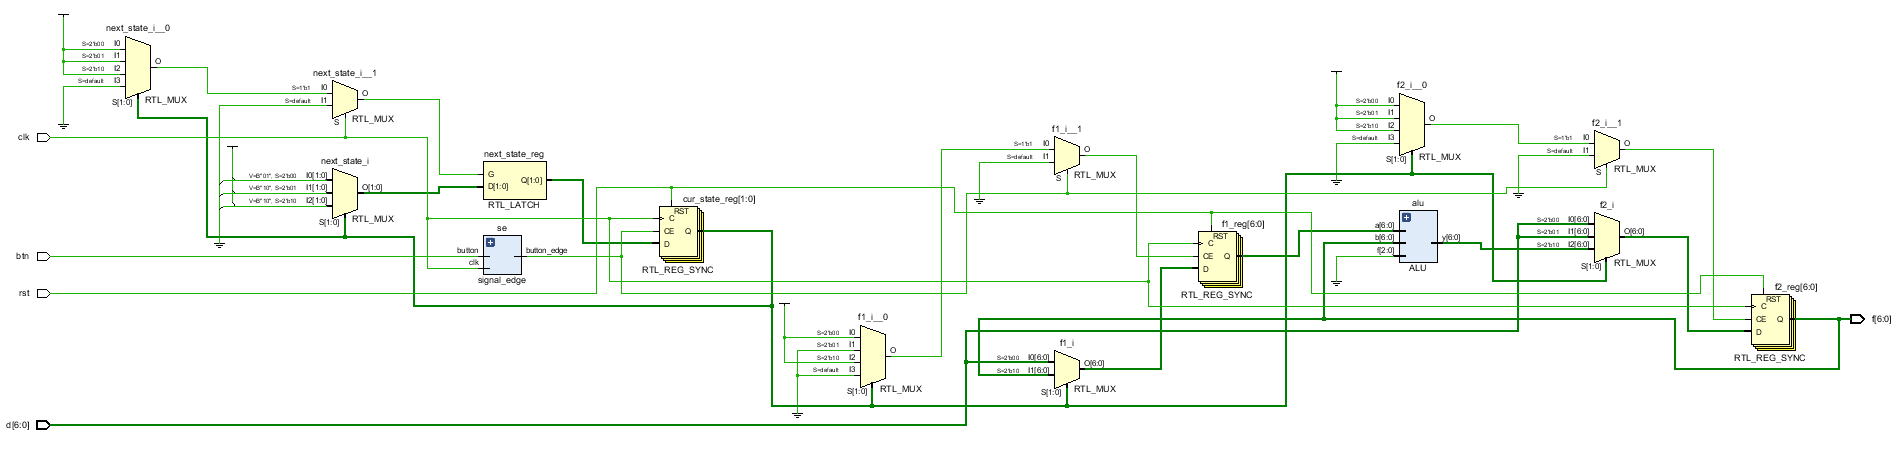 next_state_i__0
S=2'b00 I0
S=2'b01 I1
S=2'b10 I2
S=default I3
O
S[1:0]
RTL_MUX
next_state_i__1
S=1'b1 I0
S=default I1
O
S
RTL_MUX
clk
next_state_i
V=B"01", S=2'b00 I0[1:0]
V=B"10", S=2'b01 I1[1:0]
V=B"10", S=2'b10 I2[1:0]
O[1:0]
S[1:0]
RTL_MUX
next_state_reg
G
D[1:0]
Q[1:0]
RTL_LATCH
cur_state_reg[1:0]
RST
C
CE
D
Q
RTL_REG_SYNC
se
button
clk
button_edge
signal_edge
btn
rst
f1_i__0
S=2'b00 I0
S=2'b01 I1
S=2'b10 I2
S=default I3
O
S[1:0]
RTL_MUX
f1_i__1
S=1'b1 I0
S=default I1
O
S
RTL_MUX
f1_i
S=2'b00 I0[6:0]
S=2'b10 I1[6:0]
O[6:0]
S[1:0]
RTL_MUX
f1_reg[6:0]
RST
C
CE
D
Q
RTL_REG_SYNC
f2_i__0
S=2'b00 I0
S=2'b01 I1
S=2'b10 I2
S=default I3
O
S[1:0]
RTL_MUX
alu
a[6:0]
b[6:0]
f[2:0]
y[6:0]
ALU
f2_i__1
S=1'b1 I0
S=default I1
O
S
RTL_MUX
f2_i
S=2'b00 I0[6:0]
S=2'b01 I1[6:0]
S=2'b10 I2[6:0]
O[6:0]
S[1:0]
RTL_MUX
f2_reg[6:0]
RST
C
CE
D
Q
RTL_REG_SYNC
f[6:0]
d[6:0]